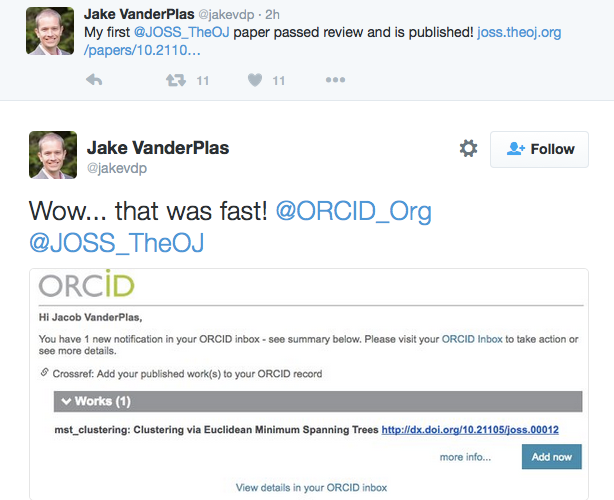 Jake VanderPlas @jakevdp · 2h
My first @JOSS_TheOJ paper passed review and is published! joss.theoj.org
/papers/10.2110…
11 11
Jake VanderPlas
@jakevdp
Follow
Wow... that was fast! @ORCID_Org
@JOSS_TheOJ
ORCiD
Hi Jacob VanderPlas,
You have 1 new notification in your ORCID inbox - see summary below. Please visit your ORCID Inbox to take action or
see more details.
Crossref: Add your published work(s) to your ORCID record
Works (1)
mst_clustering: Clustering via Euclidean Minimum Spanning Trees http://dx.doi.org/10.21105/joss.00012
more info... Add now
View details in your ORCID inbox